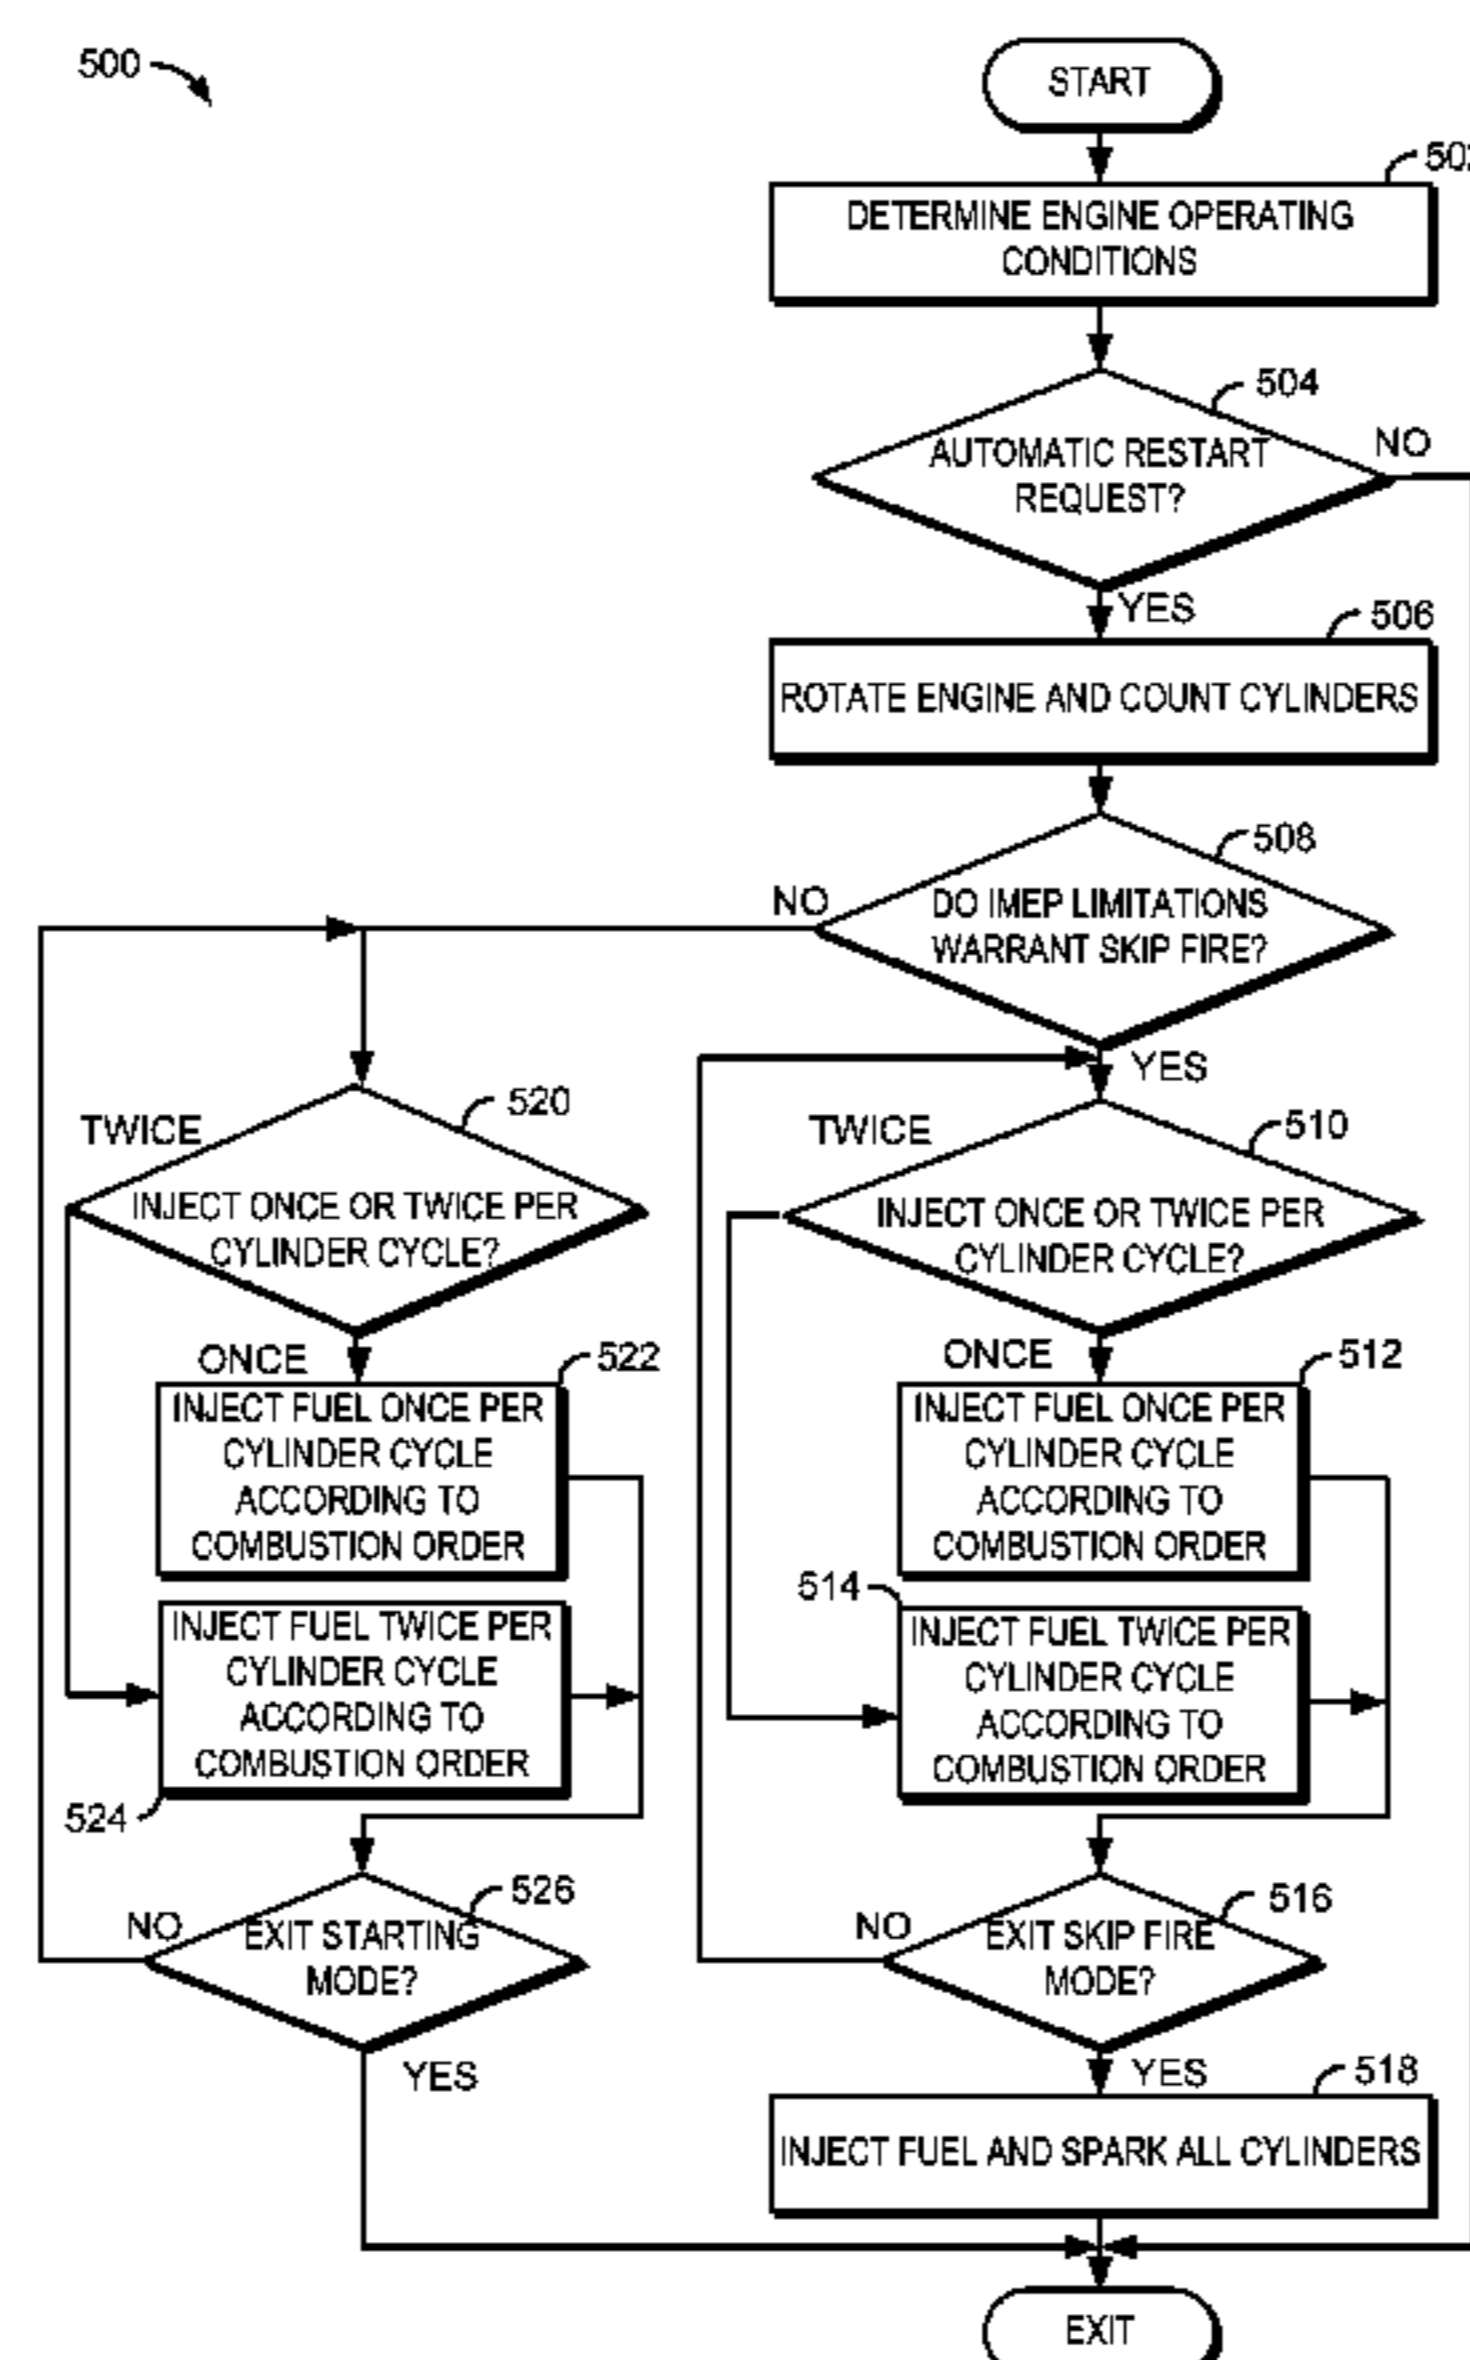 500
START
502
DETERMINE ENGINE OPERATING
CONDITIONS
504
AUTOMATIC RESTART
REQUEST?
NO
YES
506
ROTATE ENGINE AND COUNT CYLINDERS
508
NO
DO IMEP LIMITATIONS
WARRANT SKIP FIRE?
YES
520
TWICE
INJECT ONCE OR TWICE PER
CYLINDER CYCLE?
ONCE
522
INJECT FUEL ONCE PER
CYLINDER CYCLE
ACCORDING TO
COMBUSTION ORDER
INJECT FUEL TWICE PER
CYLINDER CYCLE
ACCORDING TO
COMBUSTION ORDER
524
526
NO
EXIT STARTING
MODE?
YES
TWICE
510
INJECT ONCE OR TWICE PER
CYLINDER CYCLE?
ONCE
512
INJECT FUEL ONCE PER
CYLINDER CYCLE
ACCORDING TO
COMBUSTION ORDER
514
INJECT FUEL TWICE PER
CYLINDER CYCLE
ACCORDING TO
COMBUSTION ORDER
516
NO
EXIT SKIP FIRE
MODE?
YES
518
INJECT FUEL AND SPARK ALL CYLINDERS
EXIT